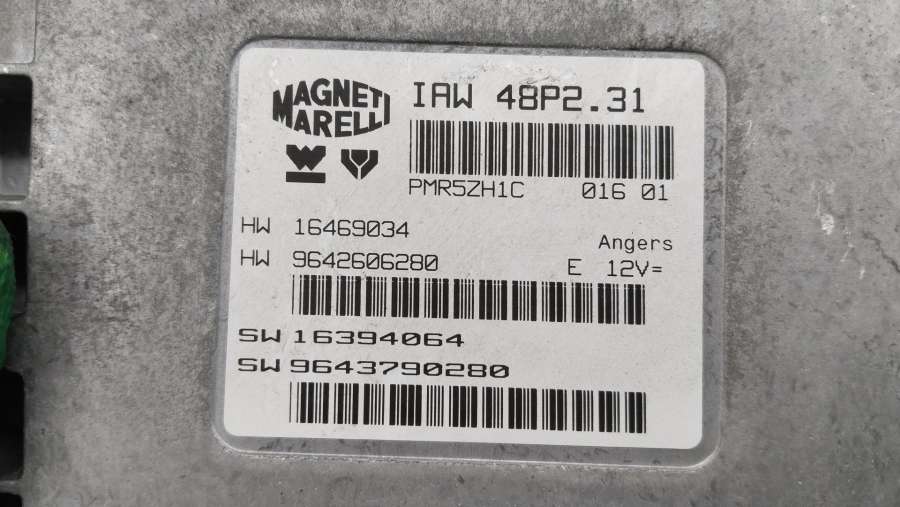 MAGNETI
MARELLI
IAW 48P2.31
PMR5ZH1C 016 01
HW 16469034
Angers
HW 9642606280 E 12V=
SW 16394064
SW 9643790280